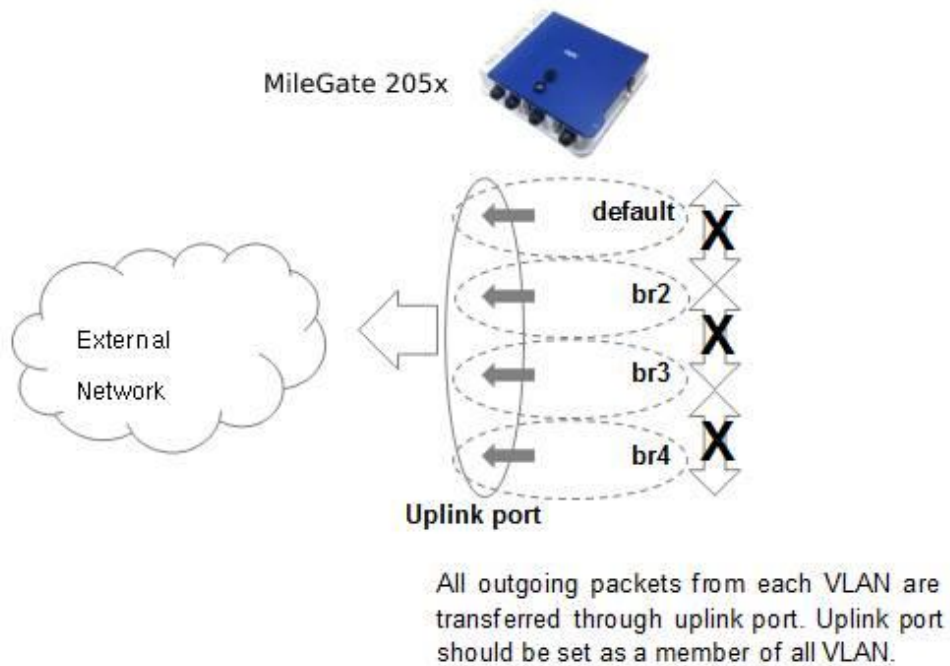 MileGate 205x
default
X
br2
External
X
Network
br3
br4
X
Uplink port
All outgoing packets from each VLAN are
transferred through uplink port. Uplink port
should be set as a member of all VLAN.